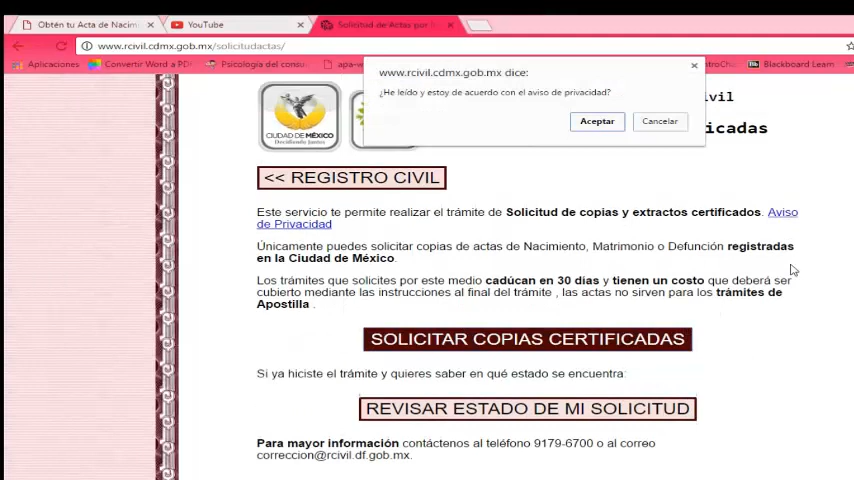 Obtén tu Acta de Nacim
YouTube
Solicitud de Actas por
www.rcivil.cdmx.gob.mx/solicitudactas/
Aplicaciones
Convertir Word a PDF
Psicología del consu
apa-w
Blackboard Learn
www.rcivil.cdmx.gob.mx dice:
¿He leído y estoy de acuerdo con el aviso de privacidad?
Aceptar
Cancelar
CIUDAD DE MÉXICO
Decidiendo Juntos
ivil
icadas
<< REGISTRO CIVIL
Este servicio te permite realizar el trámite de Solicitud de copias y extractos certificados. Aviso
de Privacidad
Únicamente puedes solicitar copias de actas de Nacimiento, Matrimonio o Defunción registradas
en la Ciudad de México.
Los trámites que solicites por este medio cadúcan en 30 días y tienen un costo que deberá ser
cubierto mediante las instrucciones al final del trámite , las actas no sirven para los trámites de
Apostilla .
SOLICITAR COPIAS CERTIFICADAS
Si ya hiciste el trámite y quieres saber en qué estado se encuentra:
REVISAR ESTADO DE MI SOLICITUD
Para mayor información contáctenos al teléfono 9179-6700 o al correo
correccion@rcivil.df.gob.mx.